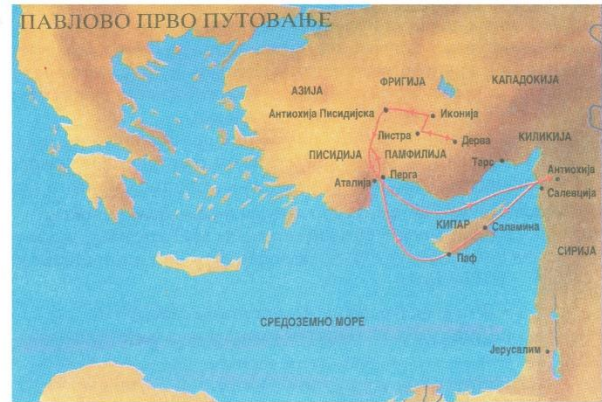 ПАВЛОВО ПРВО ПУТОВАЊЕ
АЗИЈА
ФРИГИЈА
КАПАДОКИЈА
Антиохија Писидијска
Иконија
Листра
Дерва
КИЛИКИЈА
ПИСИДИЈА
ПАМФИЛИЈА
Тарс
Аталија
Перга
Антиохија
Салевција
КИПАР
Саламина
Паф
СИРИЈА
СРЕДОЗЕМНО МОРЕ
Јерусалим